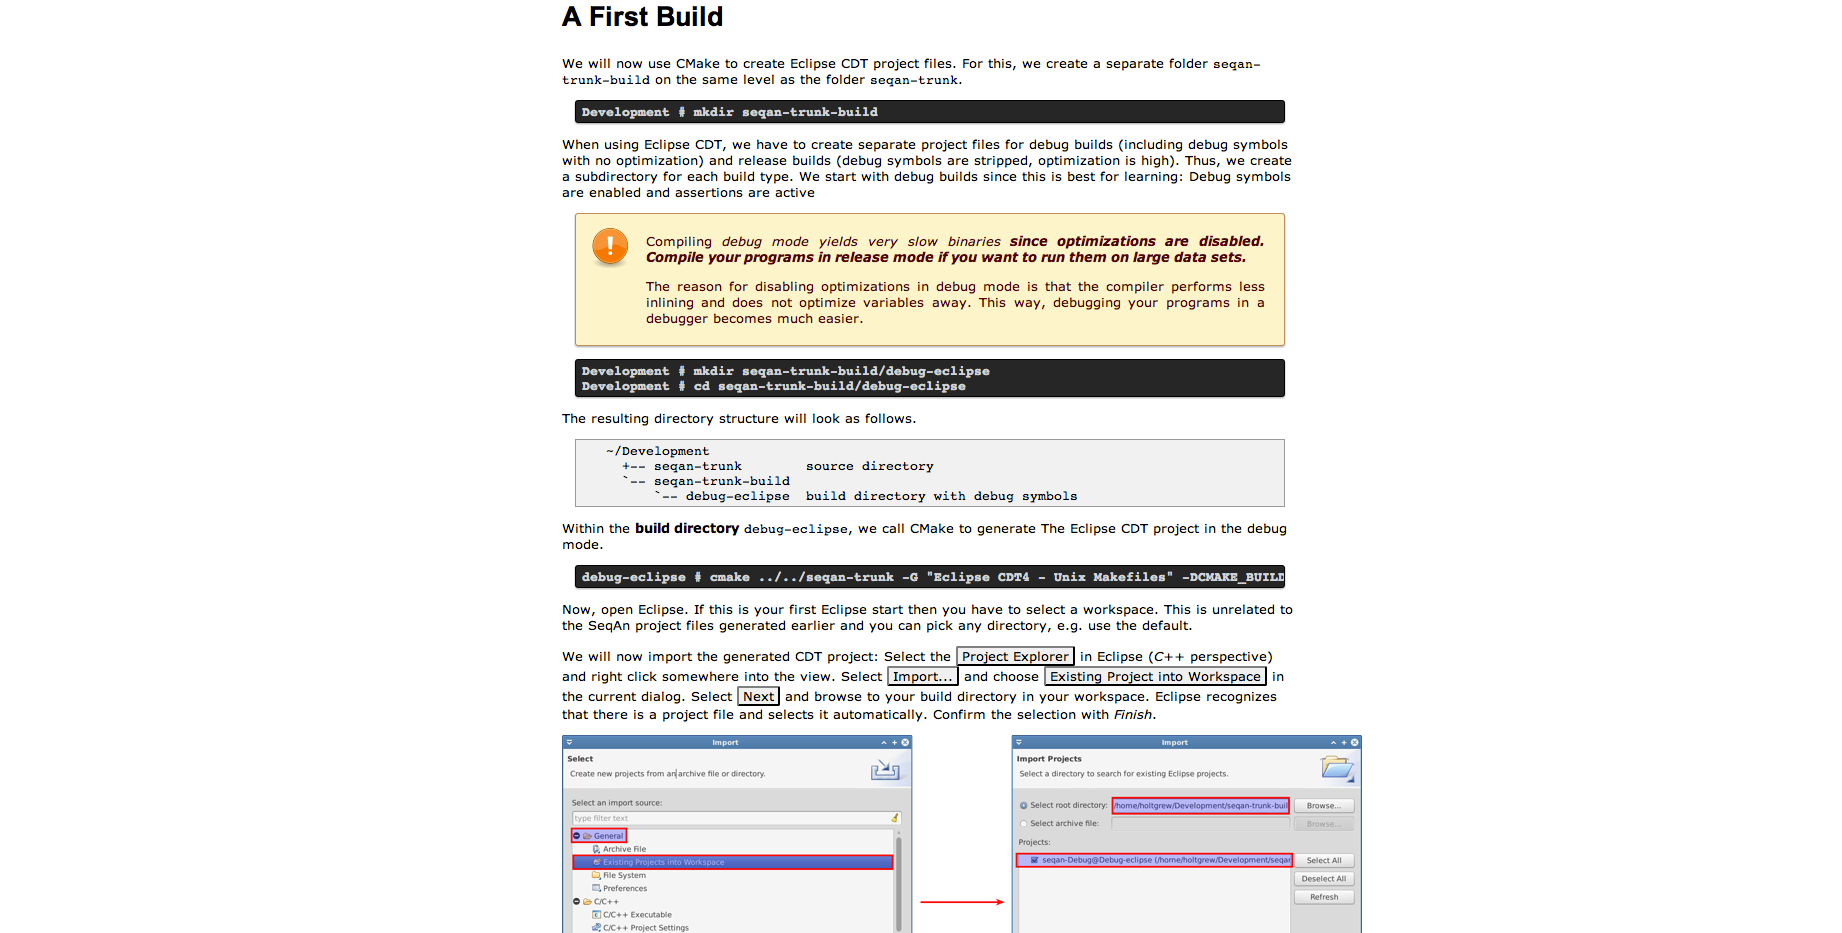 A First Build
We will now use CMake to create Eclipse CDT project files. For this, we create a separate folder seqan-
trunk-build on the same level as the folder seqan-trunk.
Development # mkdir seqan-trunk-build
When using Eclipse CDT, we have to create separate project files for debug builds (including debug symbols
with no optimization) and release builds (debug symbols are stripped, optimization is high). Thus, we create
a subdirectory for each build type. We start with debug builds since this is best for learning: Debug symbols
are enabled and assertions are active
Compiling debug mode yields very slow binaries since optimizations are disabled.
Compile your programs in release mode if you want to run them on large data sets.
The reason for disabling optimizations in debug mode is that the compiler performs less
inlining and does not optimize variables away. This way, debugging your programs in a
debugger becomes much easier.
Development # mkdir seqan-trunk-build/debug-eclipse
Development # cd seqan-trunk-build/debug-eclipse
The resulting directory structure will look as follows.
~/Development
+-- seqan-trunk source directory
`-- seqan-trunk-build
`-- debug-eclipse build directory with debug symbols
Within the build directory debug-eclipse, we call CMake to generate The Eclipse CDT project in the debug
mode.
debug-eclipse # cmake ../../seqan-trunk -G "Eclipse CDT4 - Unix Makefiles" -DCMAKE_BUILD
Now, open Eclipse. If this is your first Eclipse start then you have to select a workspace. This is unrelated to
the SeqAn project files generated earlier and you can pick any directory, e.g. use the default.
We will now import the generated CDT project: Select the Project Explorer in Eclipse (C++ perspective)
and right click somewhere into the view. Select Import... and choose Existing Project into Workspace in
the current dialog. Select Next and browse to your build directory in your workspace. Eclipse recognizes
that there is a project file and selects it automatically. Confirm the selection with Finish.
Import
Select
Create new projects from an archive file or directory.
Select an import source:
type filter text
General
Archive File
Existing Projects into Workspace
File System
Preferences
C/C++
C/C++ Executable
C/C++ Project Settings
Import
Import Projects
Select a directory to search for existing Eclipse projects.
Select root directory: /home/holtgrew/Development/seqan-trunk-buil Browse...
Select archive file: Browse...
Projects:
seqan-Debug@Debug-eclipse (/home/holtgrew/Development/seqan Select All
Deselect All
Refresh